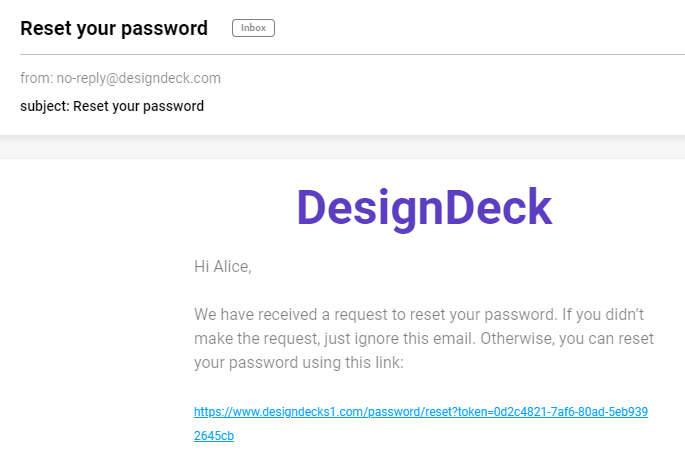 Reset your password Inbox
from: no-reply@designdeck.com
subject: Reset your password
DesignDeck
Hi Alice,
We have received a request to reset your password. If you didn’t
make the request, just ignore this email. Otherwise, you can reset
your password using this link:
https://www.designdecks1.com/password/reset?token=0d2c4821-7af6-80ad-5eb939
2645cb